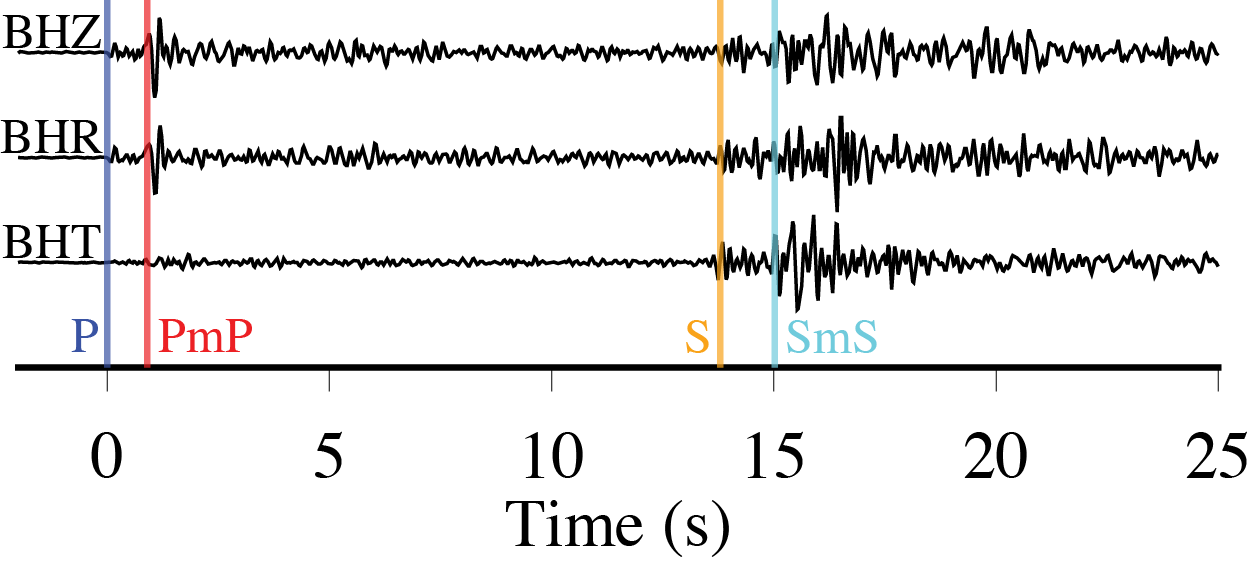 BHZ
BHR
BHT
P PmP S SmS
0 5 10 15 20 25
Time (s)